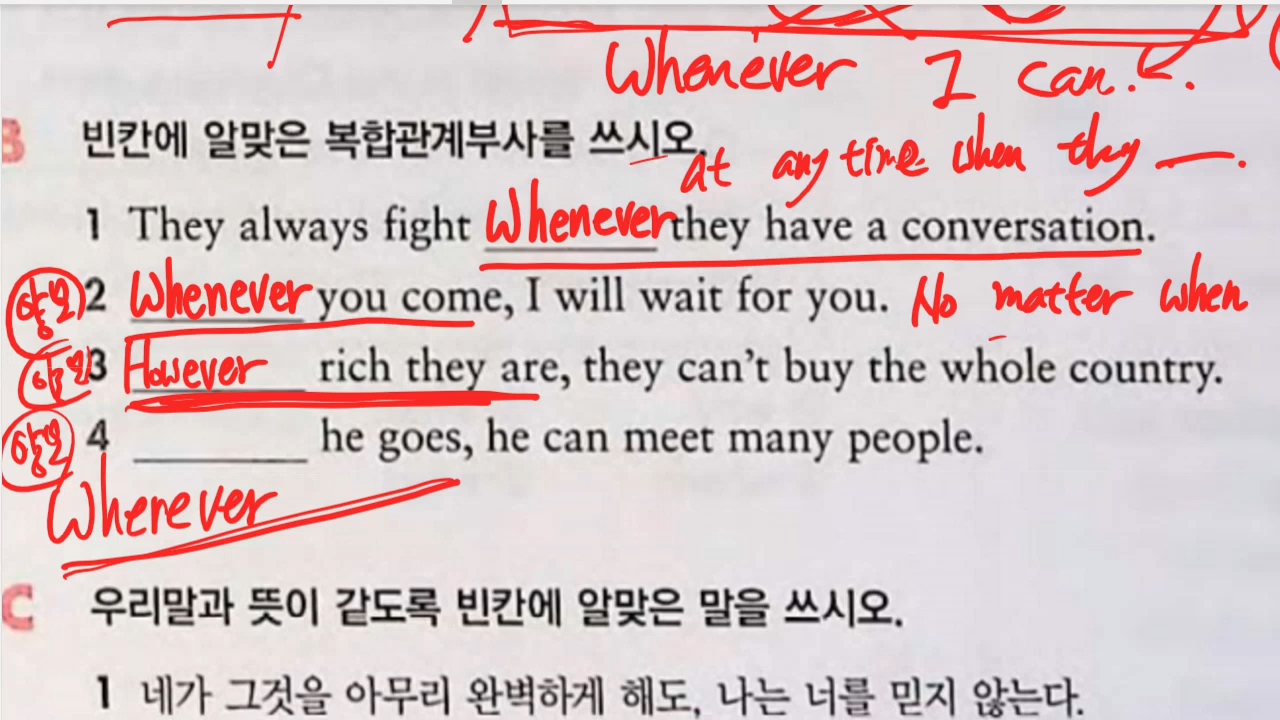 Whenever I can.
B 빈칸에 알맞은 복합관계부사를 쓰시오.
at any time when they
1 They always fight Whenever they have a conversation.
양보 2 Whenever you come, I will wait for you. No matter when
양보 3 However rich they are, they can't buy the whole country.
양보 4 he goes, he can meet many people.
Wherever
C 우리말과 뜻이 같도록 빈칸에 알맞은 말을 쓰시오.
1 네가 그것을 아무리 완벽하게 해도, 나는 너를 믿지 않는다.